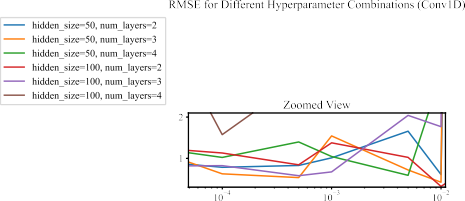 RMSE for Different Hyperparameter Combinations (Conv1D)
hidden_size=50, num_layers=2
hidden_size=50, num_layers=3
hidden_size=50, num_layers=4
hidden_size=100, num_layers=2
hidden_size=100, num_layers=3
hidden_size=100, num_layers=4
Zoomed View
2
1
10⁻⁴ 10⁻³ 10⁻²